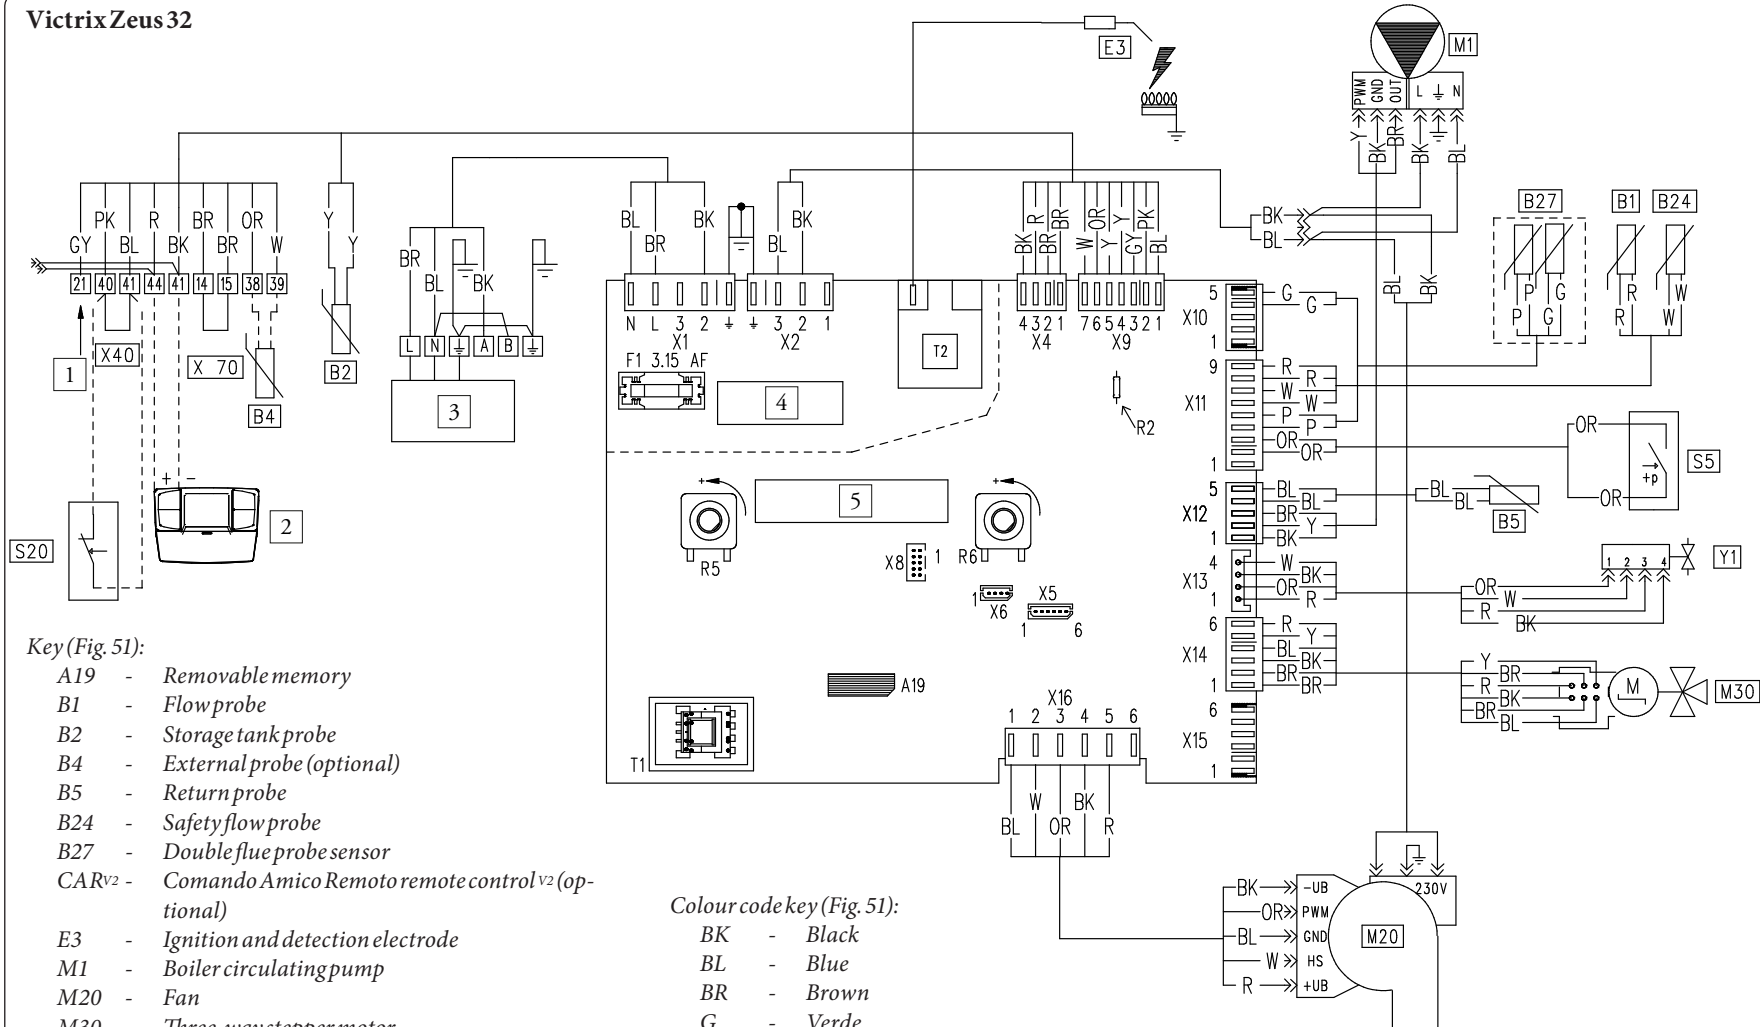 Victrix Zeus 32
E3
M1
PWM GND OUT L N
Y BK BR BK BL
GY PK BL R BK BR BR OR W
21 40 41 44 41 14 15 38 39
1
X40
X 70
B4
Y Y
B2
BR BL BK
L N A B
3
BL BR BK
N L 3 2
X1
BL BK
3 2 1
X2
T2
BK R BR BR
4 3 2 1
X4
W OR Y Y GY PK BL
7 6 5 4 3 2 1
X9
BK
BL
BL BK
B27 B1 B24
P G R W
P G R W
F1 3.15 AF
4
R2
5
X10
1
G
G
9
X11
1
R
R
W
W
P
P
OR
OR
OR
OR
+p
S5
5
X12
1
BL
BL
BR
Y
BK
BL
BL
B5
4
X13
1
W
BK
OR
R
1 2 3 4
Y1
OR
W
R
BK
6
X14
1
R
Y
BL
BK
BR
BR
Y
BR
R
BK
BR
BL
M
M30
6
X15
1
+ −
2
S20
+
R5
5
+
R6
X8 1
1 X6
X5
1 6
A19
T1
X16
1 2 3 4 5 6
BL W OR BK R
230V
BK -UB
OR PWM
BL GND
W HS
R +UB
M20
Key (Fig. 51):
A19 - Removable memory
B1 - Flow probe
B2 - Storage tank probe
B4 - External probe (optional)
B5 - Return probe
B24 - Safety flow probe
B27 - Double flue probe sensor
CARV2 - Comando Amico Remoto remote control V2 (op-
tional)
E3 - Ignition and detection electrode
M1 - Boiler circulating pump
M20 - Fan
M30 - Three-way stepper motor
Colour code key (Fig. 51):
BK - Black
BL - Blue
BR - Brown
G - Verde